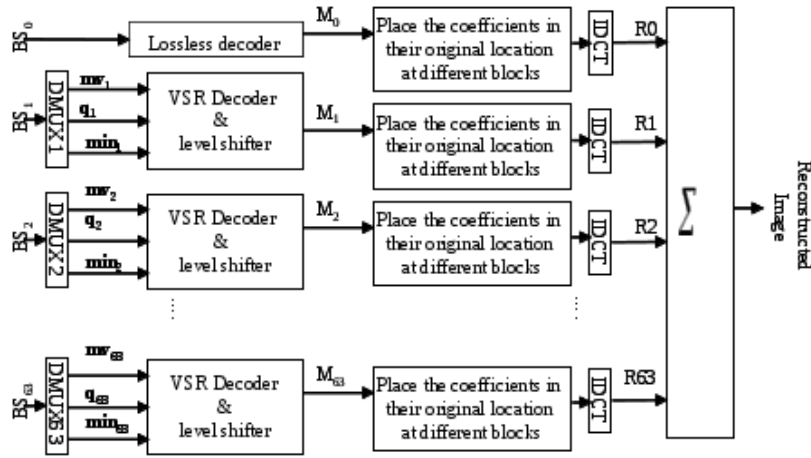 BS0
Lossless decoder
M0
Place the coefficients in
their original location
at different blocks
IDCT
R0
BS1
DMUX1
mv1
q1
min1
VSR Decoder
&
level shifter
M1
Place the coefficients in
their original location
at different blocks
IDCT
R1
BS2
DMUX2
mv2
q2
min2
VSR Decoder
&
level shifter
M2
Place the coefficients in
their original location
at different blocks
IDCT
R2
BS63
DMUX63
mv63
q63
min63
VSR Decoder
&
level shifter
M63
Place the coefficients in
their original location
at different blocks
IDCT
R63
∑
Reconstructed
Image